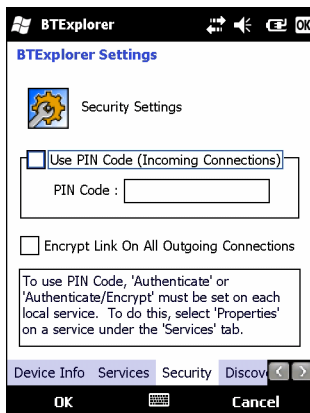 BTExplorer
OK
BTExplorer Settings
Security Settings
Use PIN Code (Incoming Connections)
PIN Code :
Encrypt Link On All Outgoing Connections
To use PIN Code, 'Authenticate' or
'Authenticate/Encrypt' must be set on each
local service. To do this, select 'Properties'
on a service under the 'Services' tab.
Device Info Services Security Discov
OK Cancel